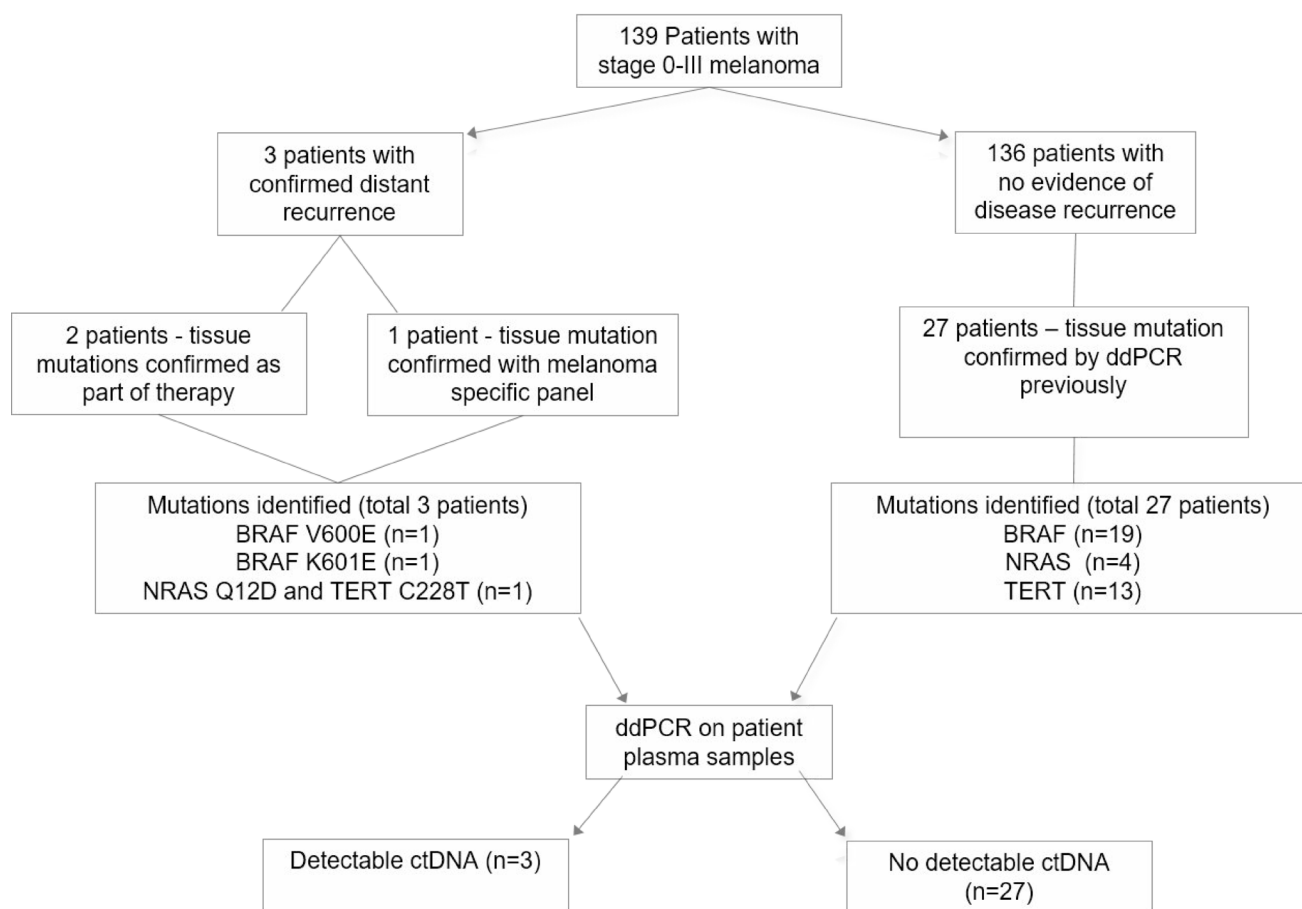 139 Patients with
stage 0-III melanoma
3 patients with
confirmed distant
recurrence
136 patients with
no evidence of
disease recurrence
2 patients - tissue
mutations confirmed as
part of therapy
1 patient - tissue mutation
confirmed with melanoma
specific panel
27 patients – tissue mutation
confirmed by ddPCR
previously
Mutations identified (total 3 patients)
BRAF V600E (n=1)
BRAF K601E (n=1)
NRAS Q12D and TERT C228T (n=1)
Mutations identified (total 27 patients)
BRAF (n=19)
NRAS (n=4)
TERT (n=13)
ddPCR on patient
plasma samples
Detectable ctDNA (n=3)
No detectable ctDNA
(n=27)